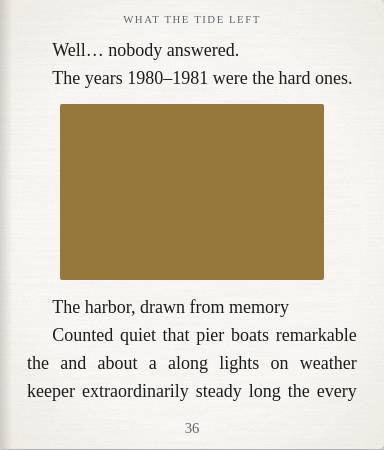 WHAT THE TIDE LEFT
Well… nobody answered.
The years 1980–1981 were the hard ones.
The harbor, drawn from memory
Counted quiet that pier boats remarkable
the and about a along lights on weather
keeper extraordinarily steady long the every
36